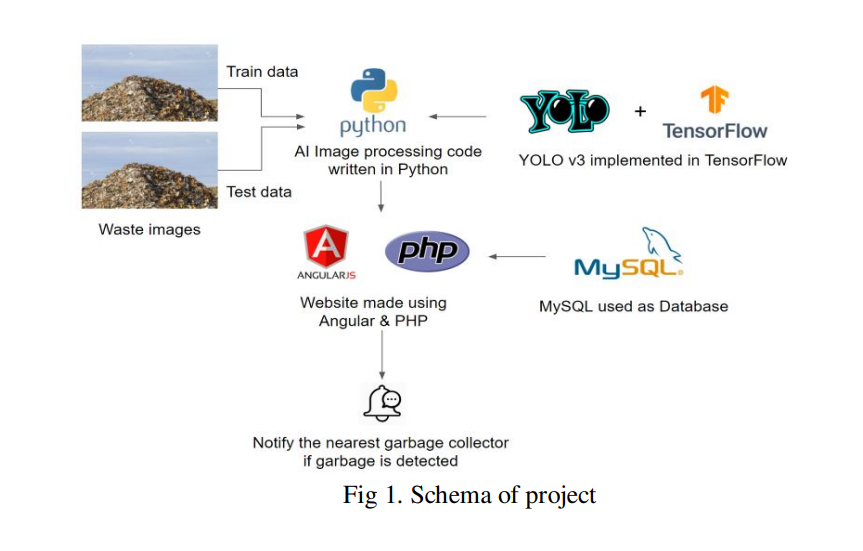 Train data
Test data
Waste images
python
AI Image processing code
written in Python
YOLO
+
TensorFlow
YOLO v3 implemented in TensorFlow
ANGULARJS
php
Website made using
Angular & PHP
MySQL
MySQL used as Database
Notify the nearest garbage collector
if garbage is detected
Fig 1. Schema of project